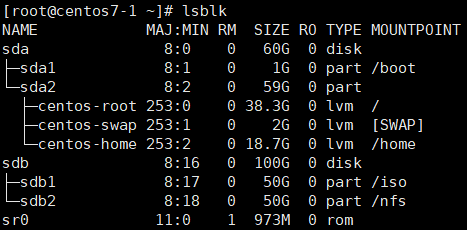 [root@centos7-1 ~]# lsblk
NAME            MAJ:MIN RM  SIZE RO TYPE MOUNTPOINT
sda               8:0    0   60G  0 disk
├─sda1            8:1    0    1G  0 part /boot
└─sda2            8:2    0   59G  0 part
  ├─centos-root 253:0    0 38.3G  0 lvm  /
  ├─centos-swap 253:1    0    2G  0 lvm  [SWAP]
  └─centos-home 253:2    0 18.7G  0 lvm  /home
sdb               8:16   0  100G  0 disk
├─sdb1            8:17   0   50G  0 part /iso
└─sdb2            8:18   0   50G  0 part /nfs
sr0              11:0    1  973M  0 rom